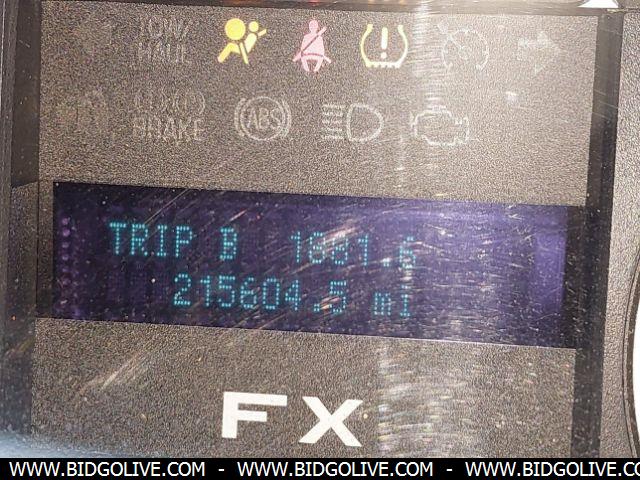 TOW/
HAUL
BRAKE
ABS
TRIP B 1881.6
215604.5 mi
FX
WWW.BIDGOLIVE.COM - WWW.BIDGOLIVE.COM - WWW.BIDGOLIVE.CO